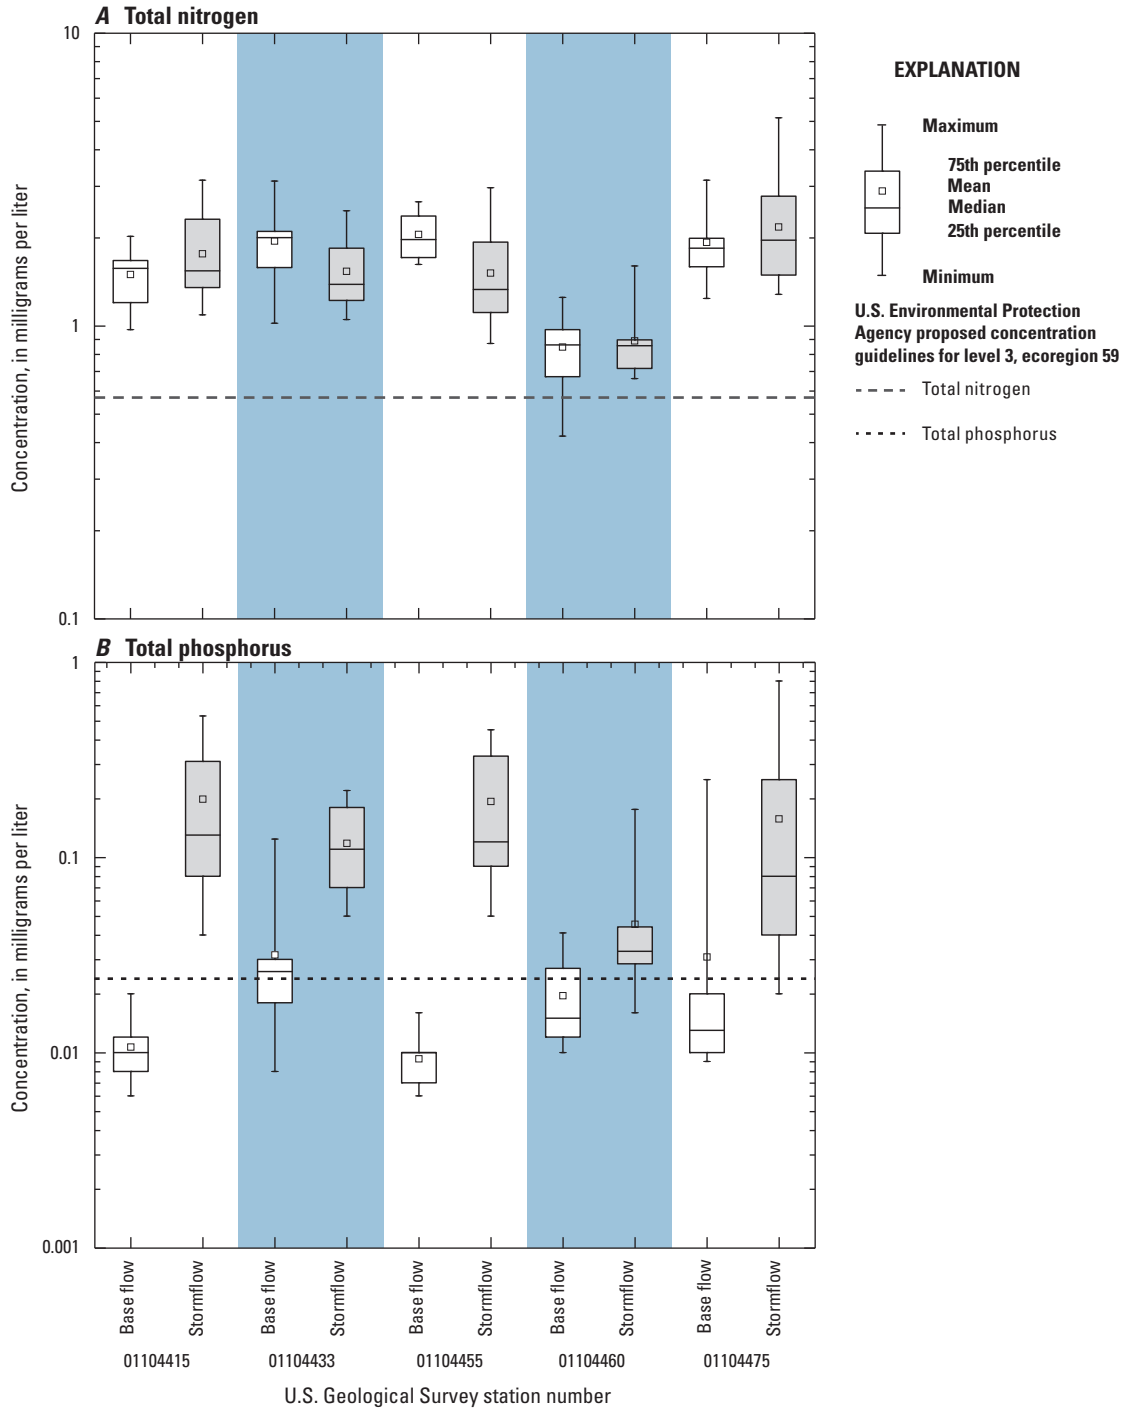 A Total nitrogen
10
1
0.1
Concentration, in milligrams per liter
EXPLANATION
Maximum
75th percentile
Mean
Median
25th percentile
Minimum
U.S. Environmental Protection
Agency proposed concentration
guidelines for level 3, ecoregion 59
Total nitrogen
Total phosphorus
B Total phosphorus
1
0.1
0.01
0.001
Concentration, in milligrams per liter
Base flow
Stormflow
Base flow
Stormflow
Base flow
Stormflow
Base flow
Stormflow
Base flow
Stormflow
01104415
01104433
01104455
01104460
01104475
U.S. Geological Survey station number